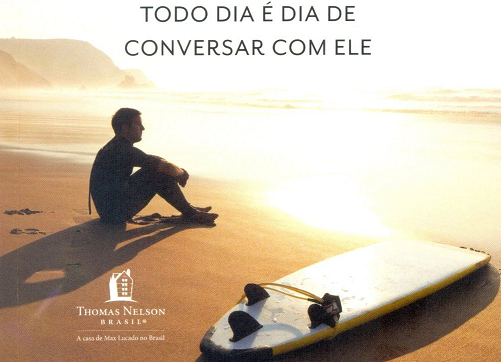 TODO DIA É DIA DE
CONVERSAR COM ELE
THOMAS NELSON
BRASIL®
A casa de Max Lucado no Brasil